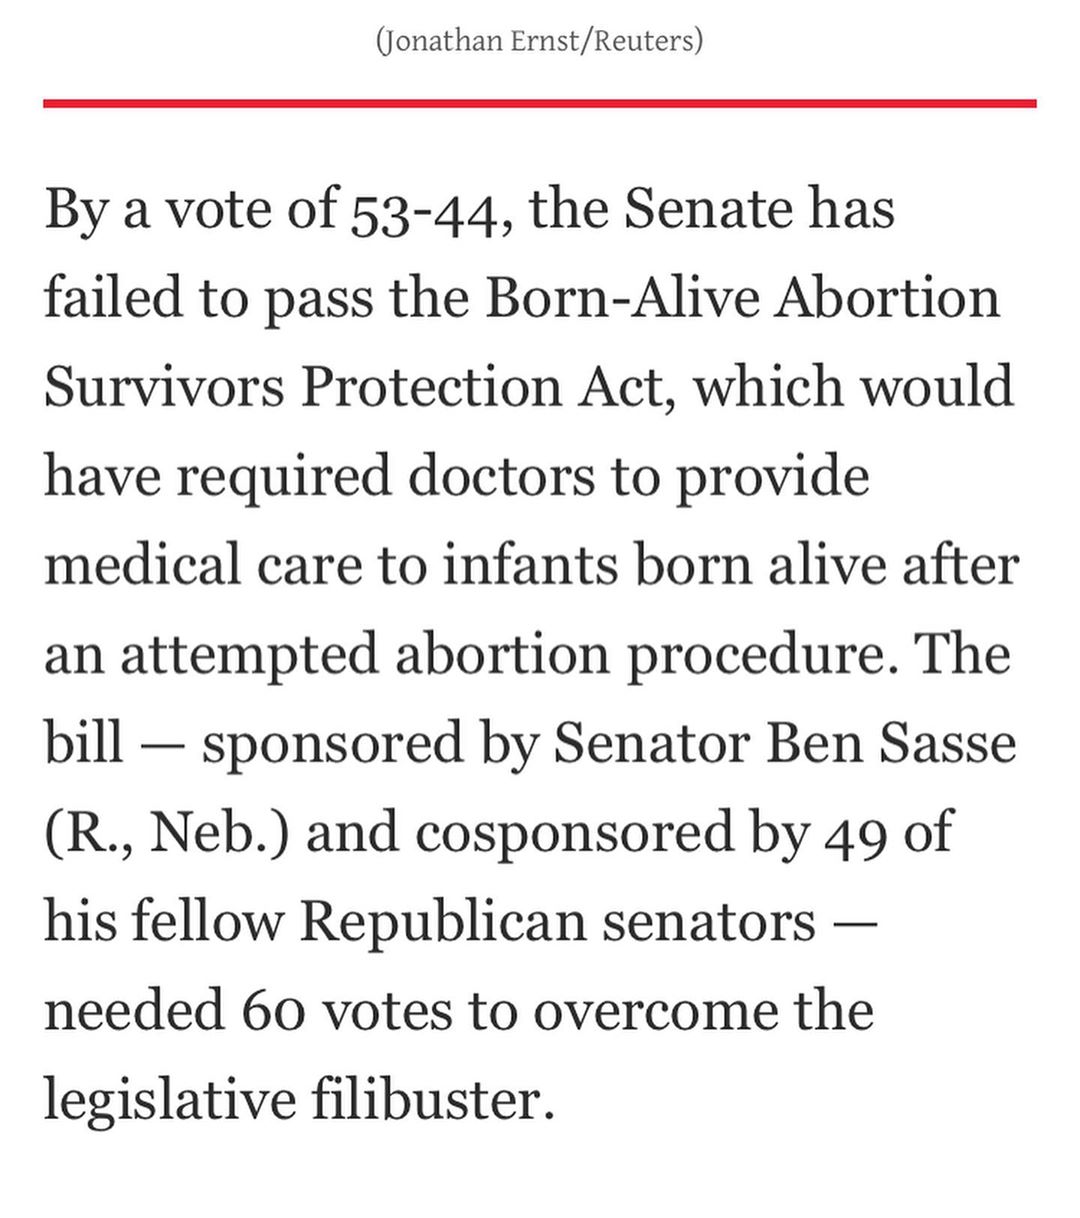 (Jonathan Ernst/Reuters)
By a vote of 53-44, the Senate has
failed to pass the Born-Alive Abortion
Survivors Protection Act, which would
have required doctors to provide
medical care to infants born alive after
an attempted abortion procedure. The
bill — sponsored by Senator Ben Sasse
(R., Neb.) and cosponsored by 49 of
his fellow Republican senators —
needed 60 votes to overcome the
legislative filibuster.